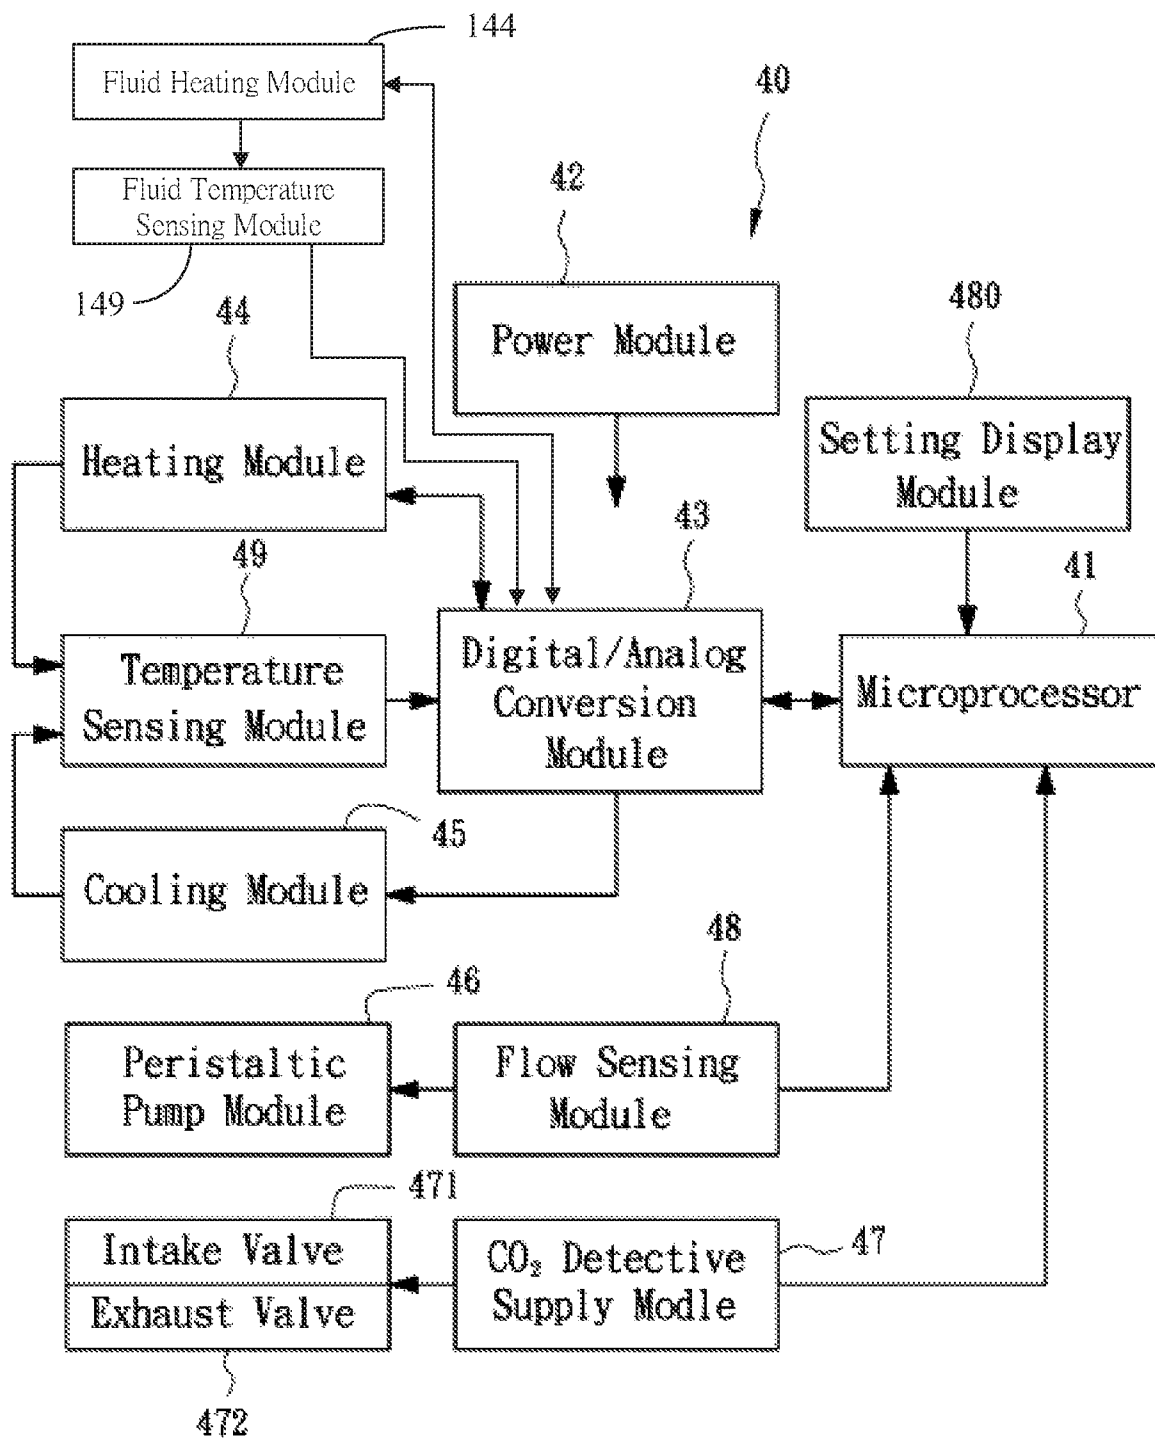 144
Fluid Heating Module
40
Fluid Temperature
Sensing Module
42
149
44
Power Module
480
Heating Module
Setting Display
Module
49
43
41
Temperature
Sensing Module
Digital/Analog
Conversion
Module
Microprocessor
45
Cooling Module
48
46
Peristaltic
Pump Module
Flow Sensing
Module
471
Intake Valve
Exhaust Valve
CO₂ Detective
Supply Modle
47
472